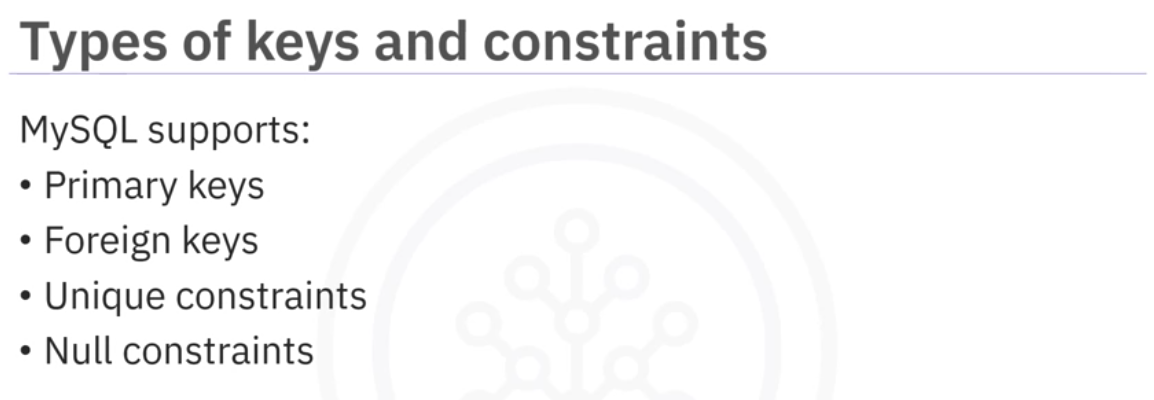 Types of keys and constraints
MySQL supports:
• Primary keys
• Foreign keys
• Unique constraints
• Null constraints